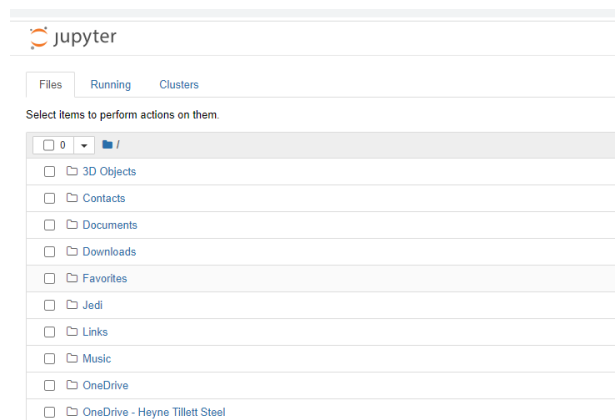 jupyter
Files Running Clusters
Select items to perform actions on them.
0 /
3D Objects
Contacts
Documents
Downloads
Favorites
Jedi
Links
Music
OneDrive
OneDrive - Heyne Tillett Steel